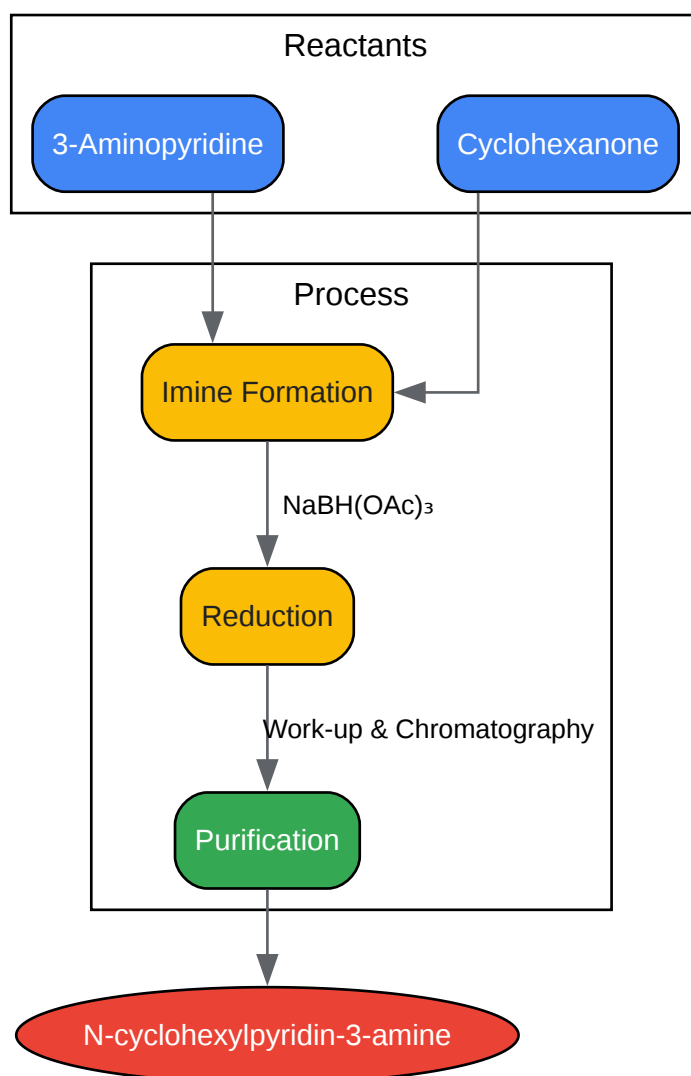 Reactants
3-Aminopyridine
Cyclohexanone
Process
Imine Formation
NaBH(OAc)₃
Reduction
Work-up & Chromatography
Purification
N-cyclohexylpyridin-3-amine